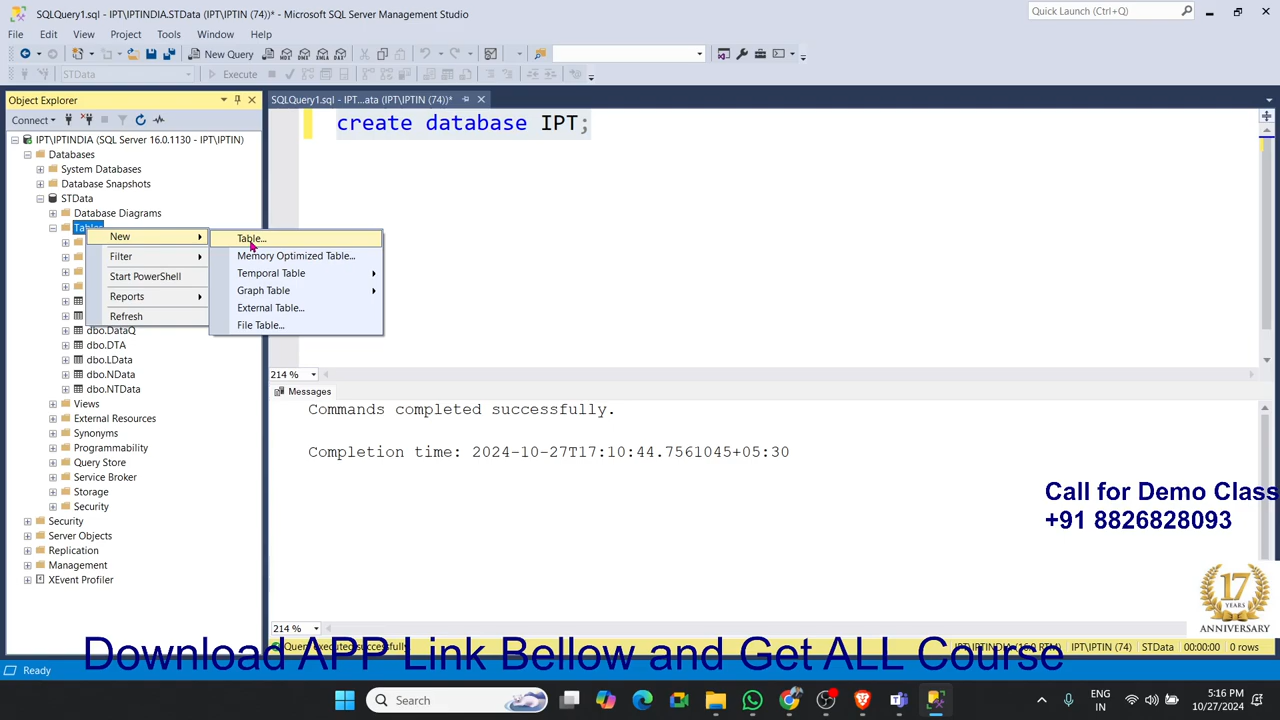 SQLQuery1.sql - IPT\IPTINDIA.STData (IPT\IPTIN (74))* - Microsoft SQL Server Management Studio
Quick Launch (Ctrl+Q)
File Edit View Project Tools Window Help
New Query
MDX DMX XMLA DAX
STData
Execute
Object Explorer
SQLQuery1.sql - IPT...ata (IPT\IPTIN (74))*
Connect
IPT\IPTINDIA (SQL Server 16.0.1130 - IPT\IPTIN)
Databases
System Databases
Database Snapshots
STData
Database Diagrams
Tables
New
Filter
Start PowerShell
Reports
Refresh
Table...
Memory Optimized Table...
Temporal Table
Graph Table
External Table...
File Table...
dbo.DataQ
dbo.DTA
dbo.LData
dbo.NData
dbo.NTData
Views
External Resources
Synonyms
Programmability
Query Store
Service Broker
Storage
Security
Security
Server Objects
Replication
Management
XEvent Profiler
create database IPT;
214 %
Messages
Commands completed successfully.
Completion time: 2024-10-27T17:10:44.7561045+05:30
Call for Demo Class
+91 8826828093
17
YEARS
ANNIVERSARY
214 %
Query executed successfully.
IPT\IPTIN (74) STData 00:00:00 0 rows
Download APP Link Bellow and Get ALL Course
Ready
Search
ENG
IN
5:16 PM
10/27/2024